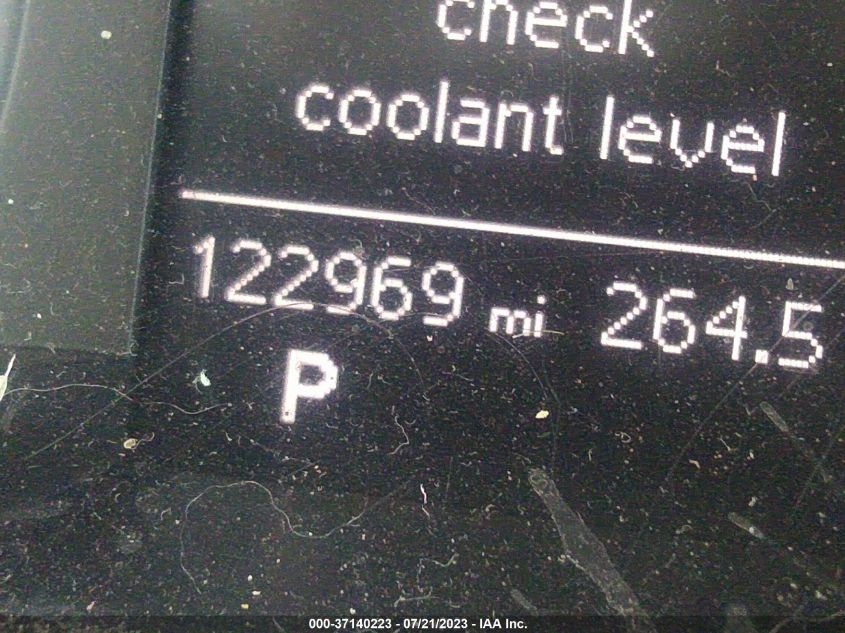 check
coolant level
122969 mi 264.5
P
000-37140223 - 07/21/2023 - IAA Inc.